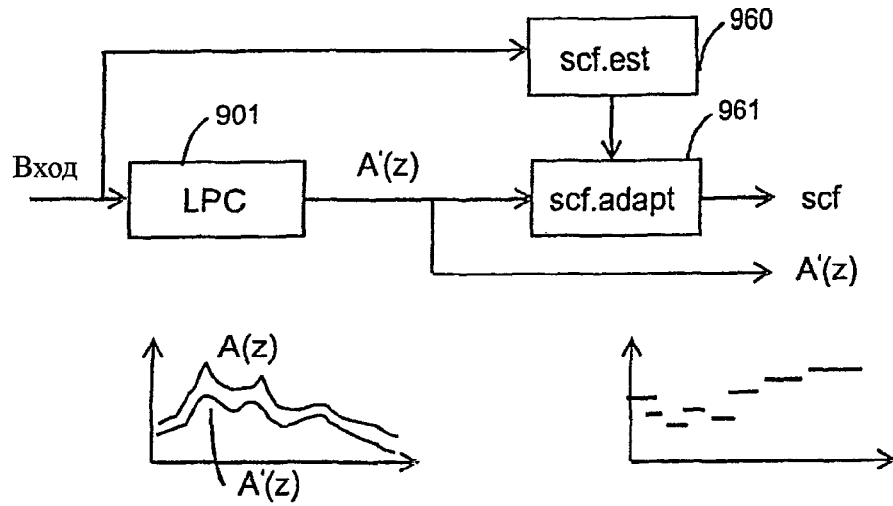 960
scf.est
901
961
Вход
LPC
A'(z)
scf.adapt
scf
A'(z)
A(z)
A'(z)